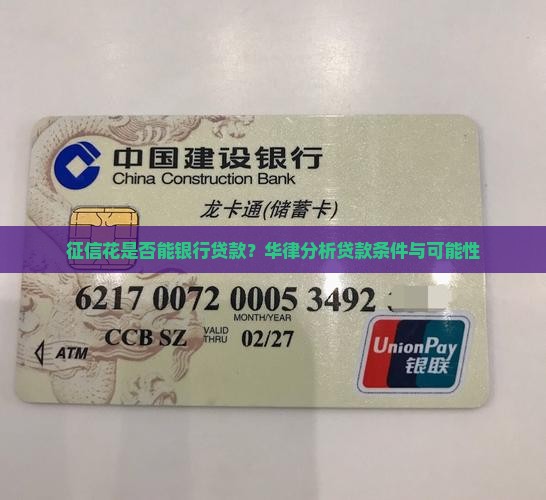 中国建设银行
China Construction Bank
龙卡通(储蓄卡)
征信花是否能银行贷款？华律分析贷款条件与可能性
6217 0072 0005 3492
MONTH/YEAR
CCB SZ VALID THRU 02/27
ATM
UnionPay
银联